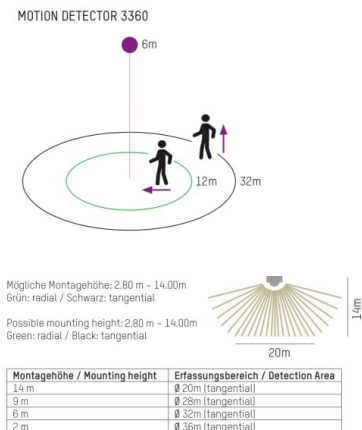 MOTION DETECTOR 3360
6m
12m
32m
Mögliche Montagehöhe: 2.80 m – 14.00m
Grün: radial / Schwarz: tangential
Possible mounting height: 2.80 m – 14.00m
Green: radial / Black: tangential
14m
20m
Montagehöhe / Mounting height Erfassungsbereich / Detection Area
14 m Ø 20m (tangential)
9 m Ø 28m (tangential)
6 m Ø 32m (tangential)
2 m Ø 36m (tangential)